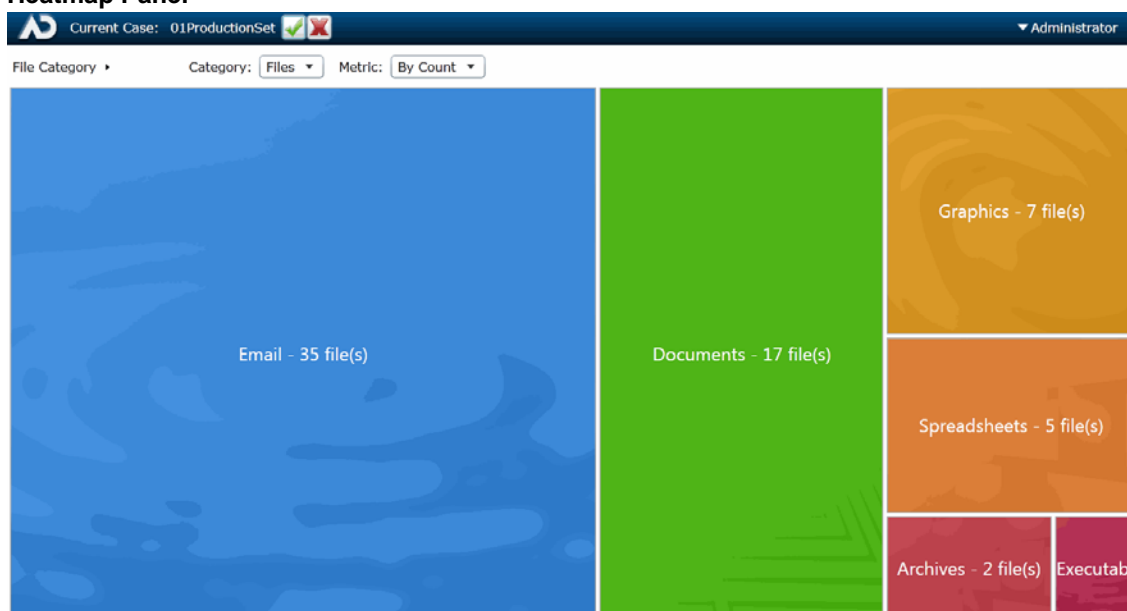 Heatmap Panel
Current Case: 01ProductionSet
Administrator
File Category
Category: Files
Metric: By Count
Email - 35 file(s)
Documents - 17 file(s)
Graphics - 7 file(s)
Spreadsheets - 5 file(s)
Archives - 2 file(s)
Executab